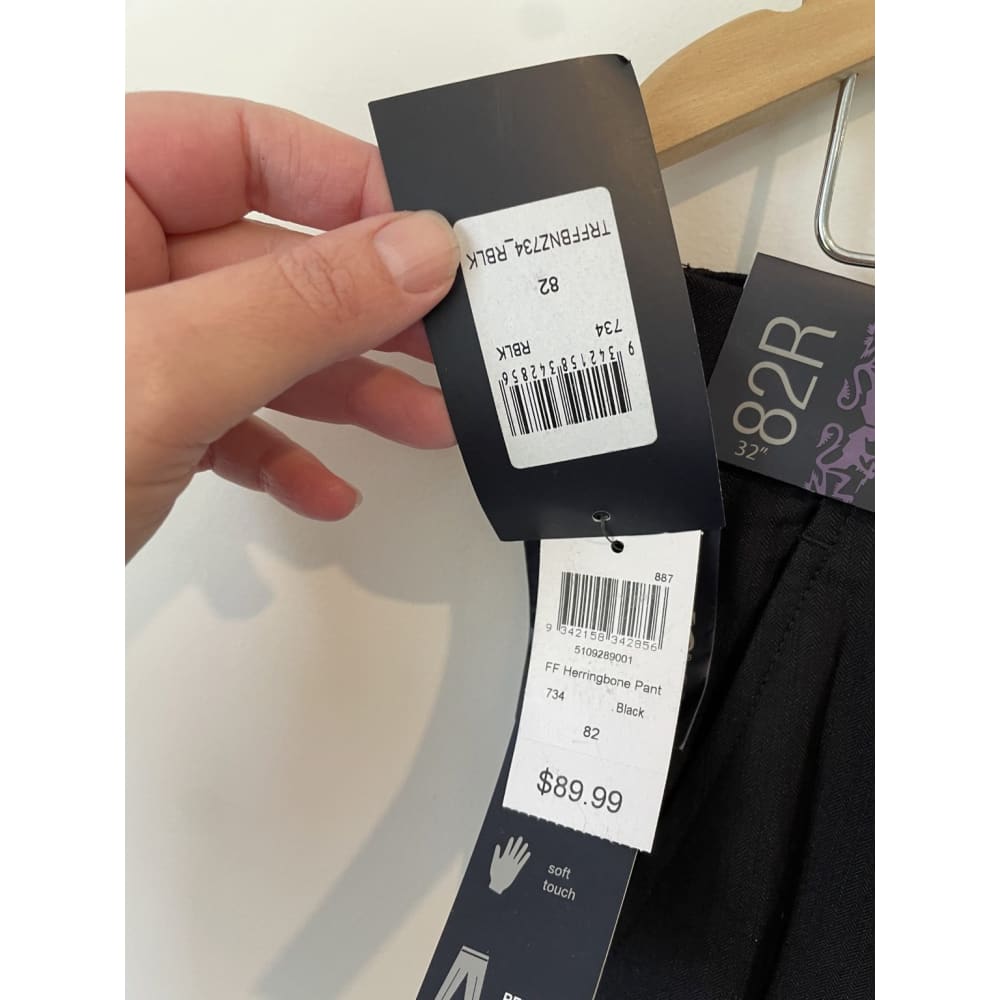 TRFFBNZ734_RBLK
82
734
RBLK
9 342158 342856
82R
32"
887
9 342158 342856
5109289001
FF Herringbone Pant
734 Black
82
$89.99
soft
touch